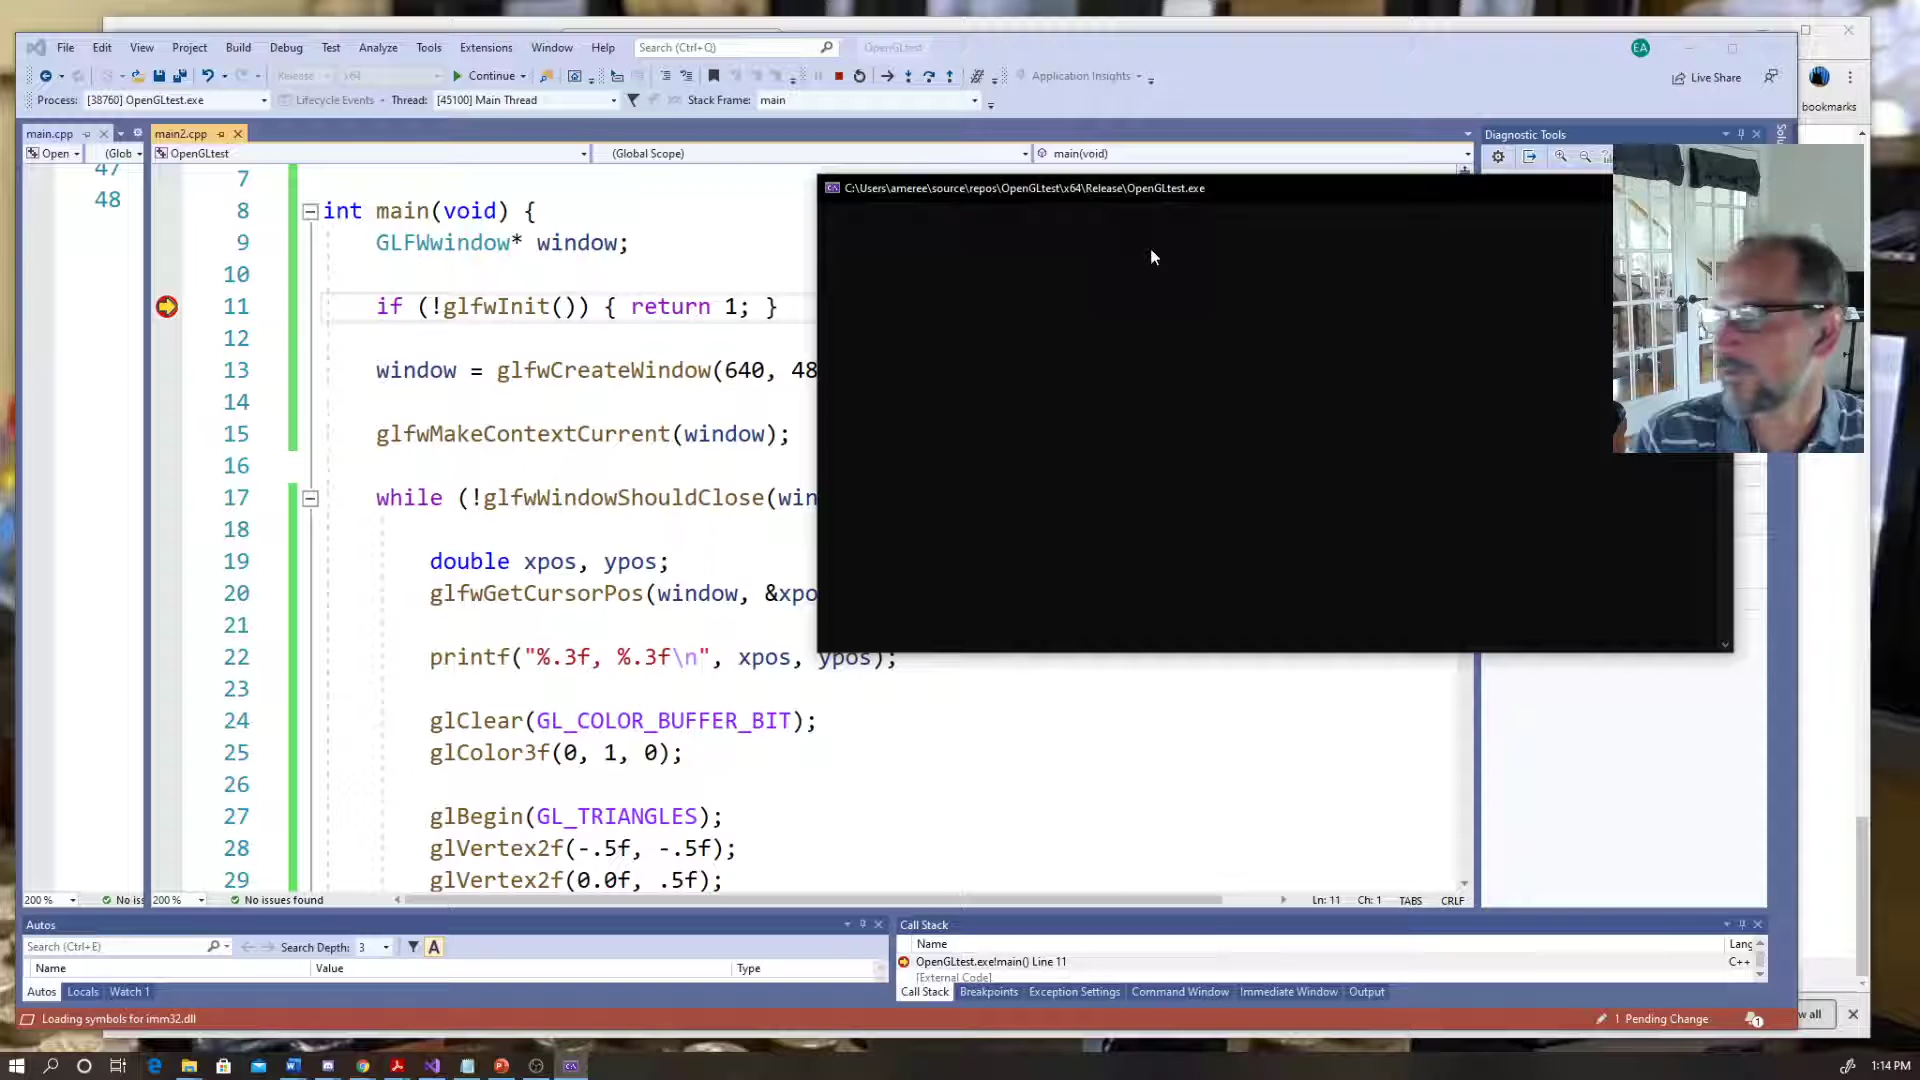 File Edit View Project Build Debug Test Analyze Tools Extensions Window Help Search (Ctrl+Q) OpenGLtest EA
Release x64 Continue Application Insights Live Share
Process: [38760] OpenGLtest.exe Lifecycle Events Thread: [45100] Main Thread Stack Frame: main
bookmarks
main.cpp main2.cpp Diagnostic Tools
Open (Glob OpenGLtest (Global Scope) main(void)
47
48
7
8 int main(void) {
9 GLFWwindow* window;
10
11 if (!glfwInit()) { return 1; }
12
13 window = glfwCreateWindow(640, 48
14
15 glfwMakeContextCurrent(window);
16
17 while (!glfwWindowShouldClose(win
18
19 double xpos, ypos;
20 glfwGetCursorPos(window, &xpo
21
22 printf("%.3f, %.3f\n", xpos, ypos);
23
24 glClear(GL_COLOR_BUFFER_BIT);
25 glColor3f(0, 1, 0);
26
27 glBegin(GL_TRIANGLES);
28 glVertex2f(-.5f, -.5f);
29 glVertex2f(0.0f, .5f);
C:\Users\ameree\source\repos\OpenGLtest\x64\Release\OpenGLtest.exe
200 % No is 200 % No issues found Ln: 11 Ch: 1 TABS CRLF
Autos
Search (Ctrl+E) Search Depth: 3 A
Name Value Type
Autos Locals Watch 1
Call Stack
Name Lang
OpenGLtest.exe!main() Line 11 C++
[External Code]
Call Stack Breakpoints Exception Settings Command Window Immediate Window Output
Loading symbols for imm32.dll 1 Pending Change 1
w all
1:14 PM